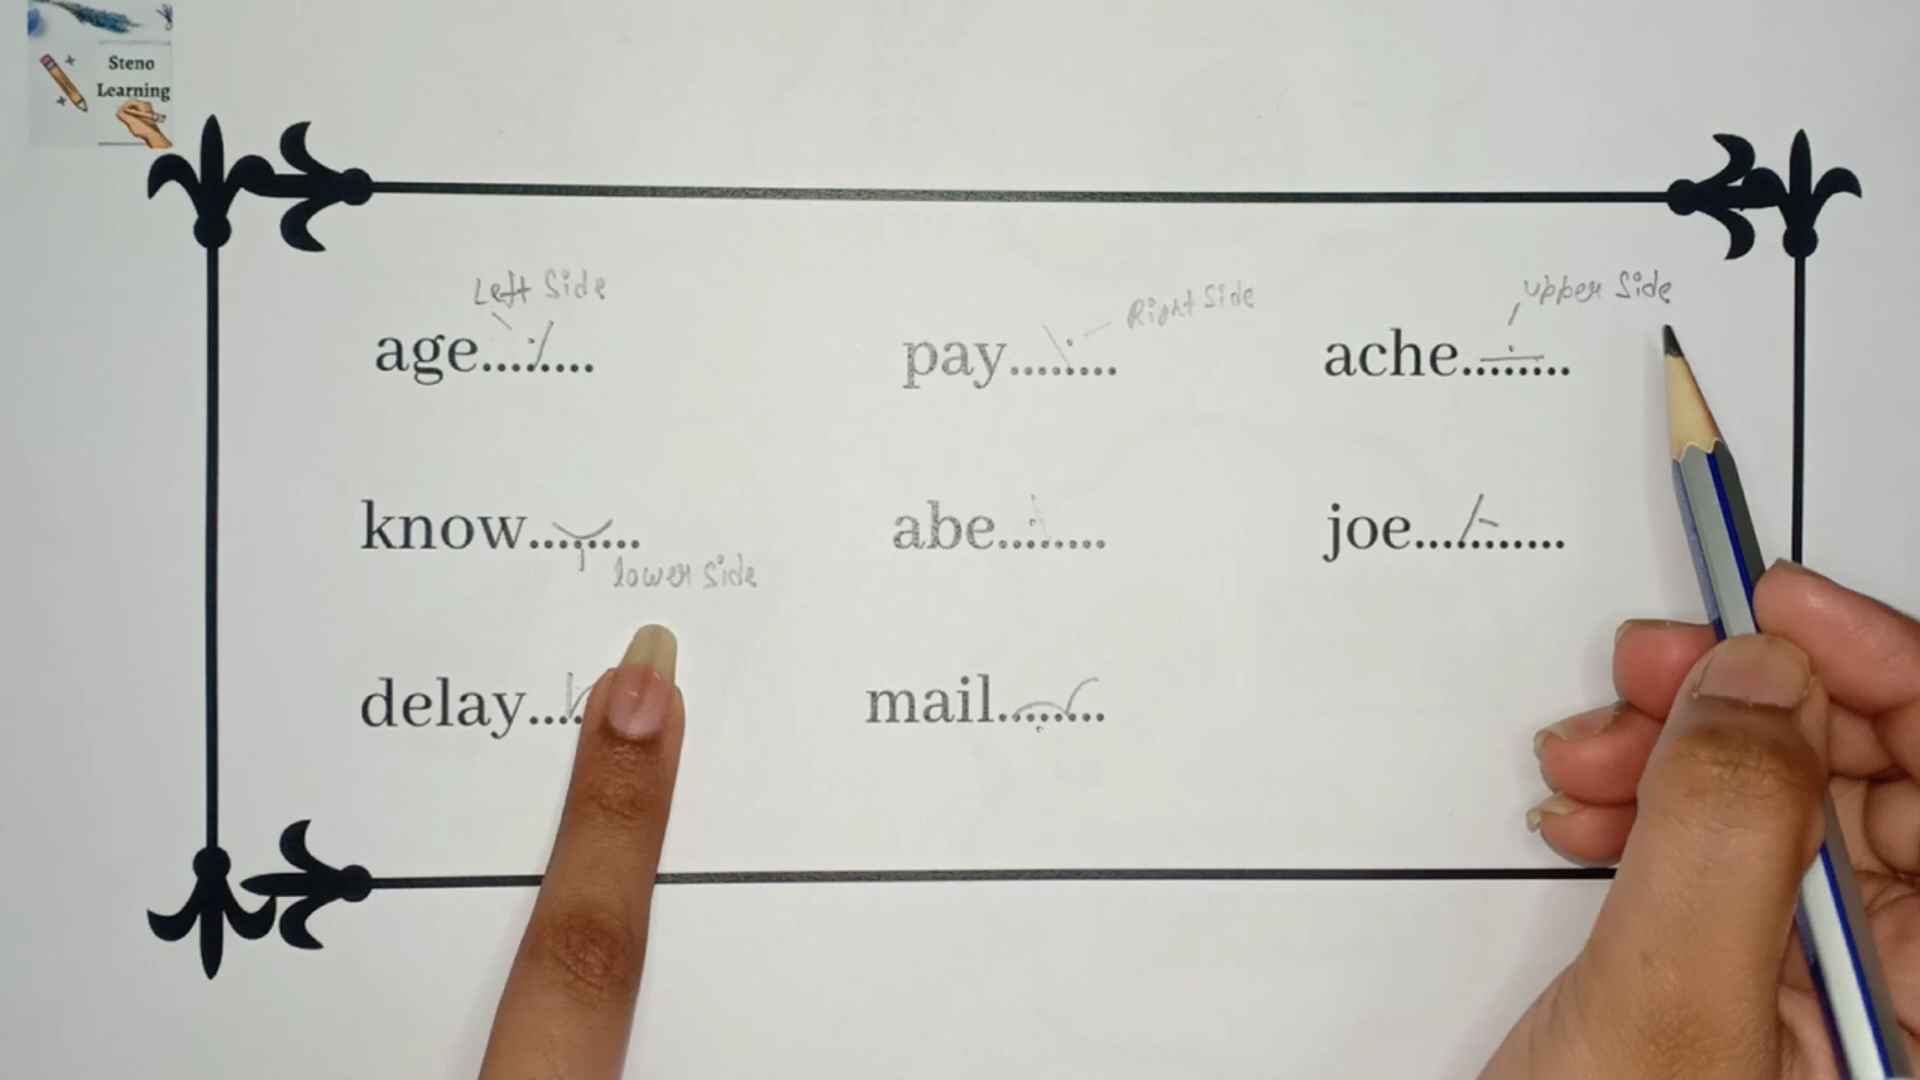 Steno
Learning
Left Side
Right Side
Upper Side
age........
pay........
ache........
know........
abe........
joe...........
lower Side
delay....
mail........